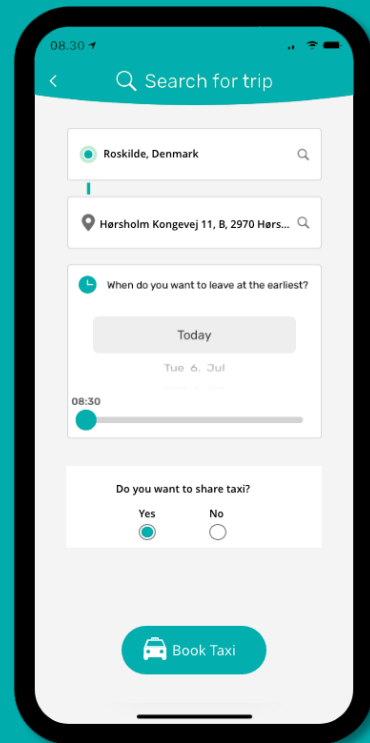 08.30
Search for trip
Roskilde, Denmark
Hørsholm Kongevej 11, B, 2970 Hørs...
When do you want to leave at the earliest?
Today
Tue 6. Jul
08:30
Do you want to share taxi?
Yes No
Book Taxi